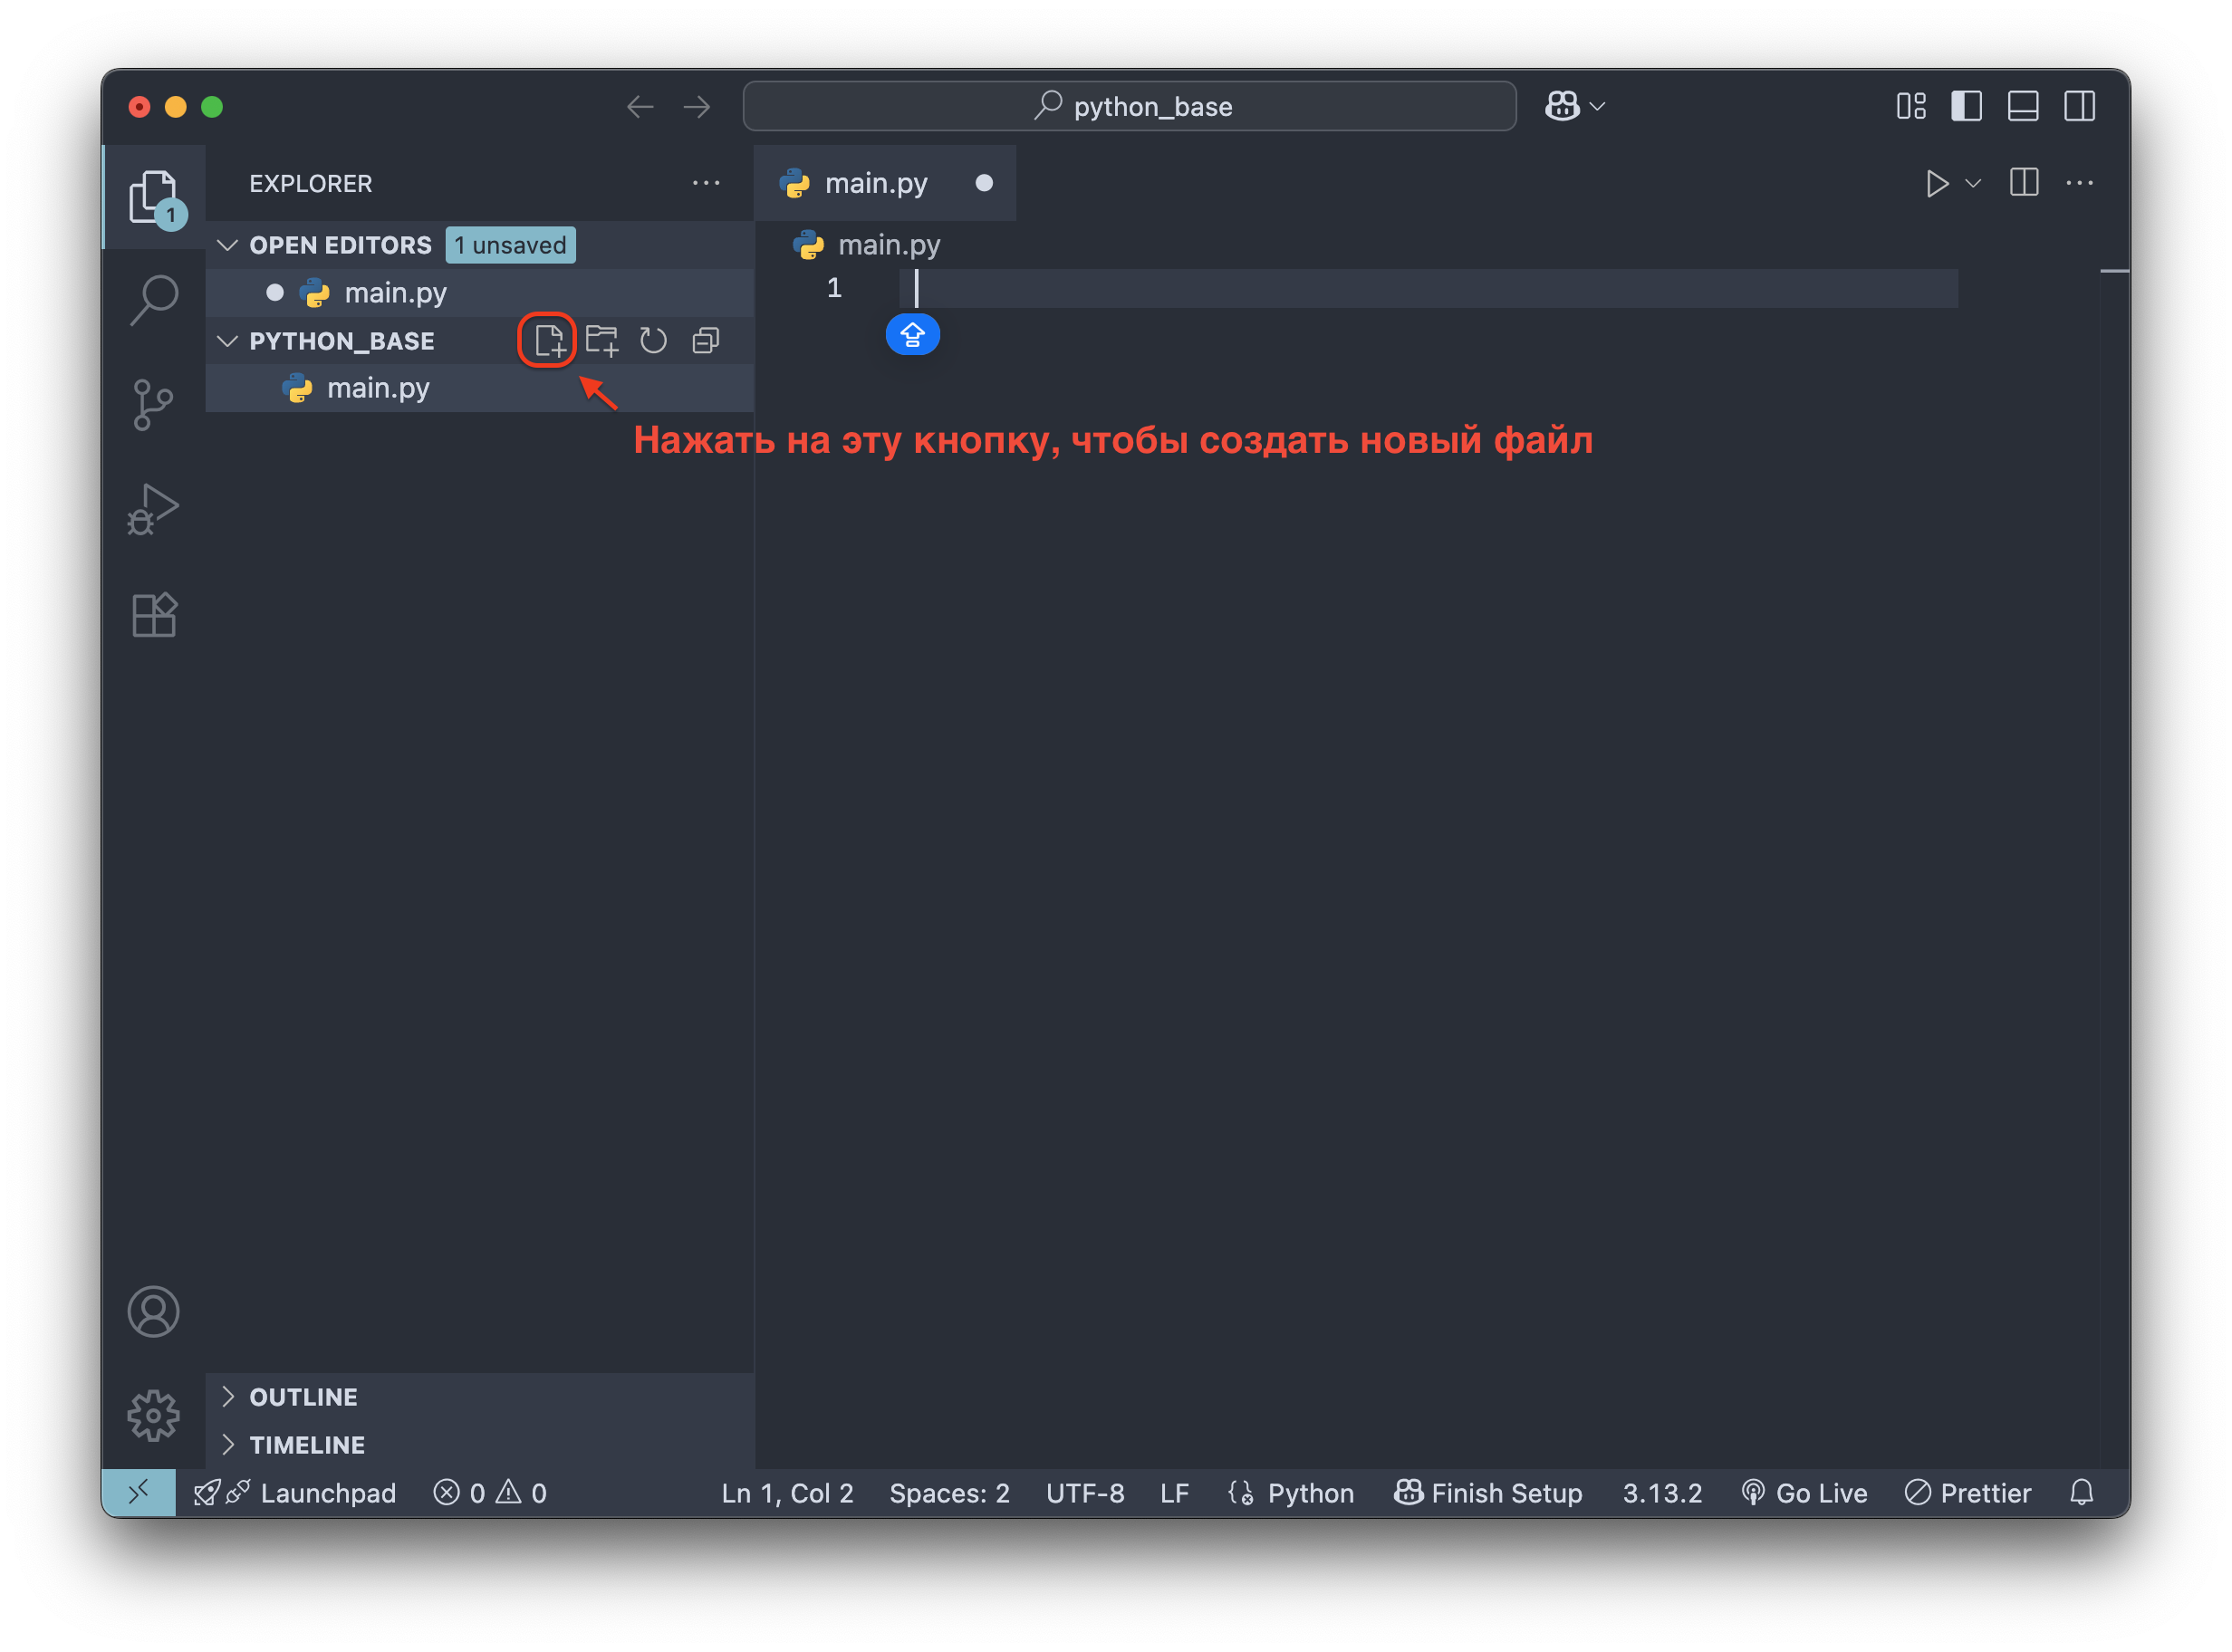 python_base
EXPLORER
main.py
OPEN EDITORS 1 unsaved
main.py
main.py
1
PYTHON_BASE
main.py
1
Нажать на эту кнопку, чтобы создать новый файл
OUTLINE
TIMELINE
Launchpad 0 0 Ln 1, Col 2 Spaces: 2 UTF-8 LF Python Finish Setup 3.13.2 Go Live Prettier